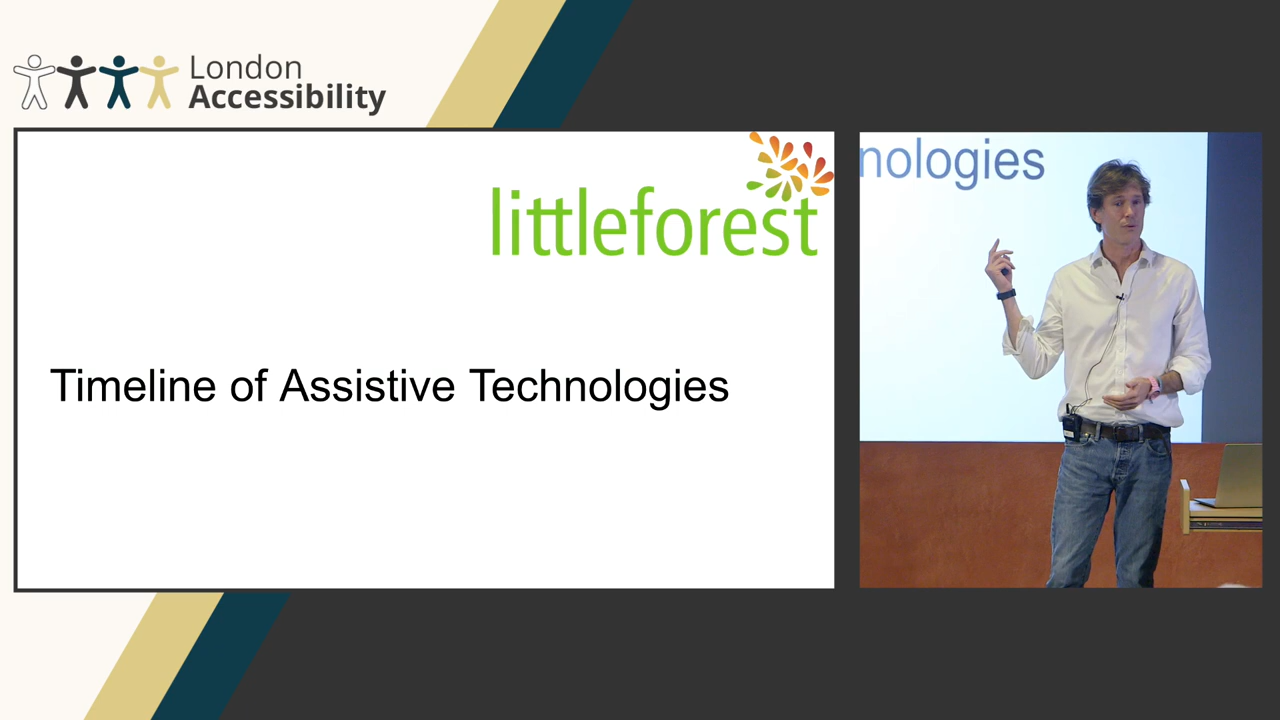 London
Accessibility
littleforest
Timeline of Assistive Technologies
nologies